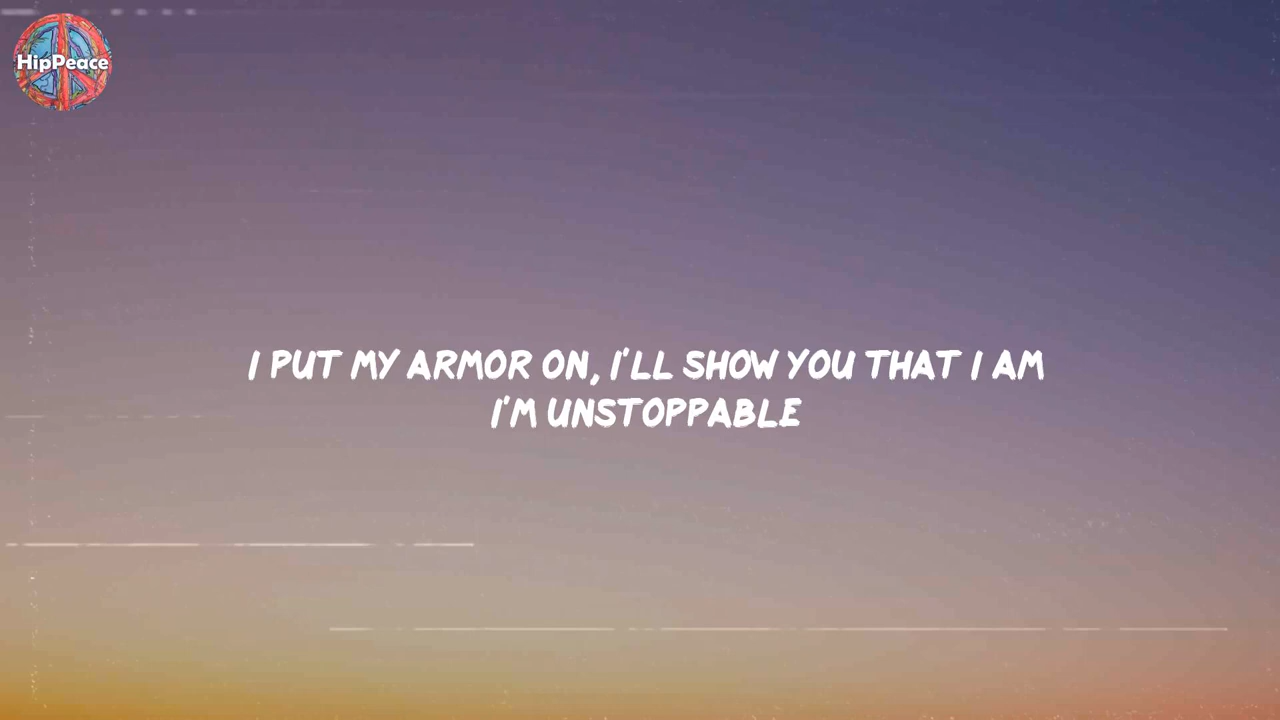 HipPeace
I PUT MY ARMOR ON, I'LL SHOW YOU THAT I AM
I'M UNSTOPPABLE